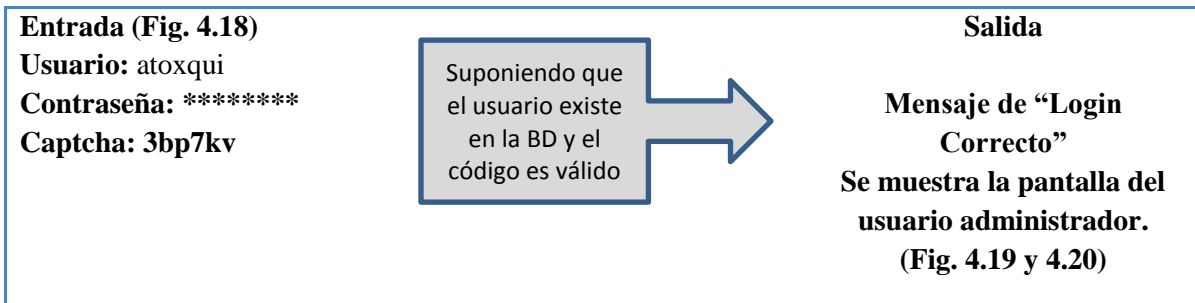 Entrada (Fig. 4.18)
Usuario: atoxqui
Contraseña: ********
Captcha: 3bp7kv
Suponiendo que
el usuario existe
en la BD y el
código es válido
Salida
Mensaje de “Login
Correcto”
Se muestra la pantalla del
usuario administrador.
(Fig. 4.19 y 4.20)